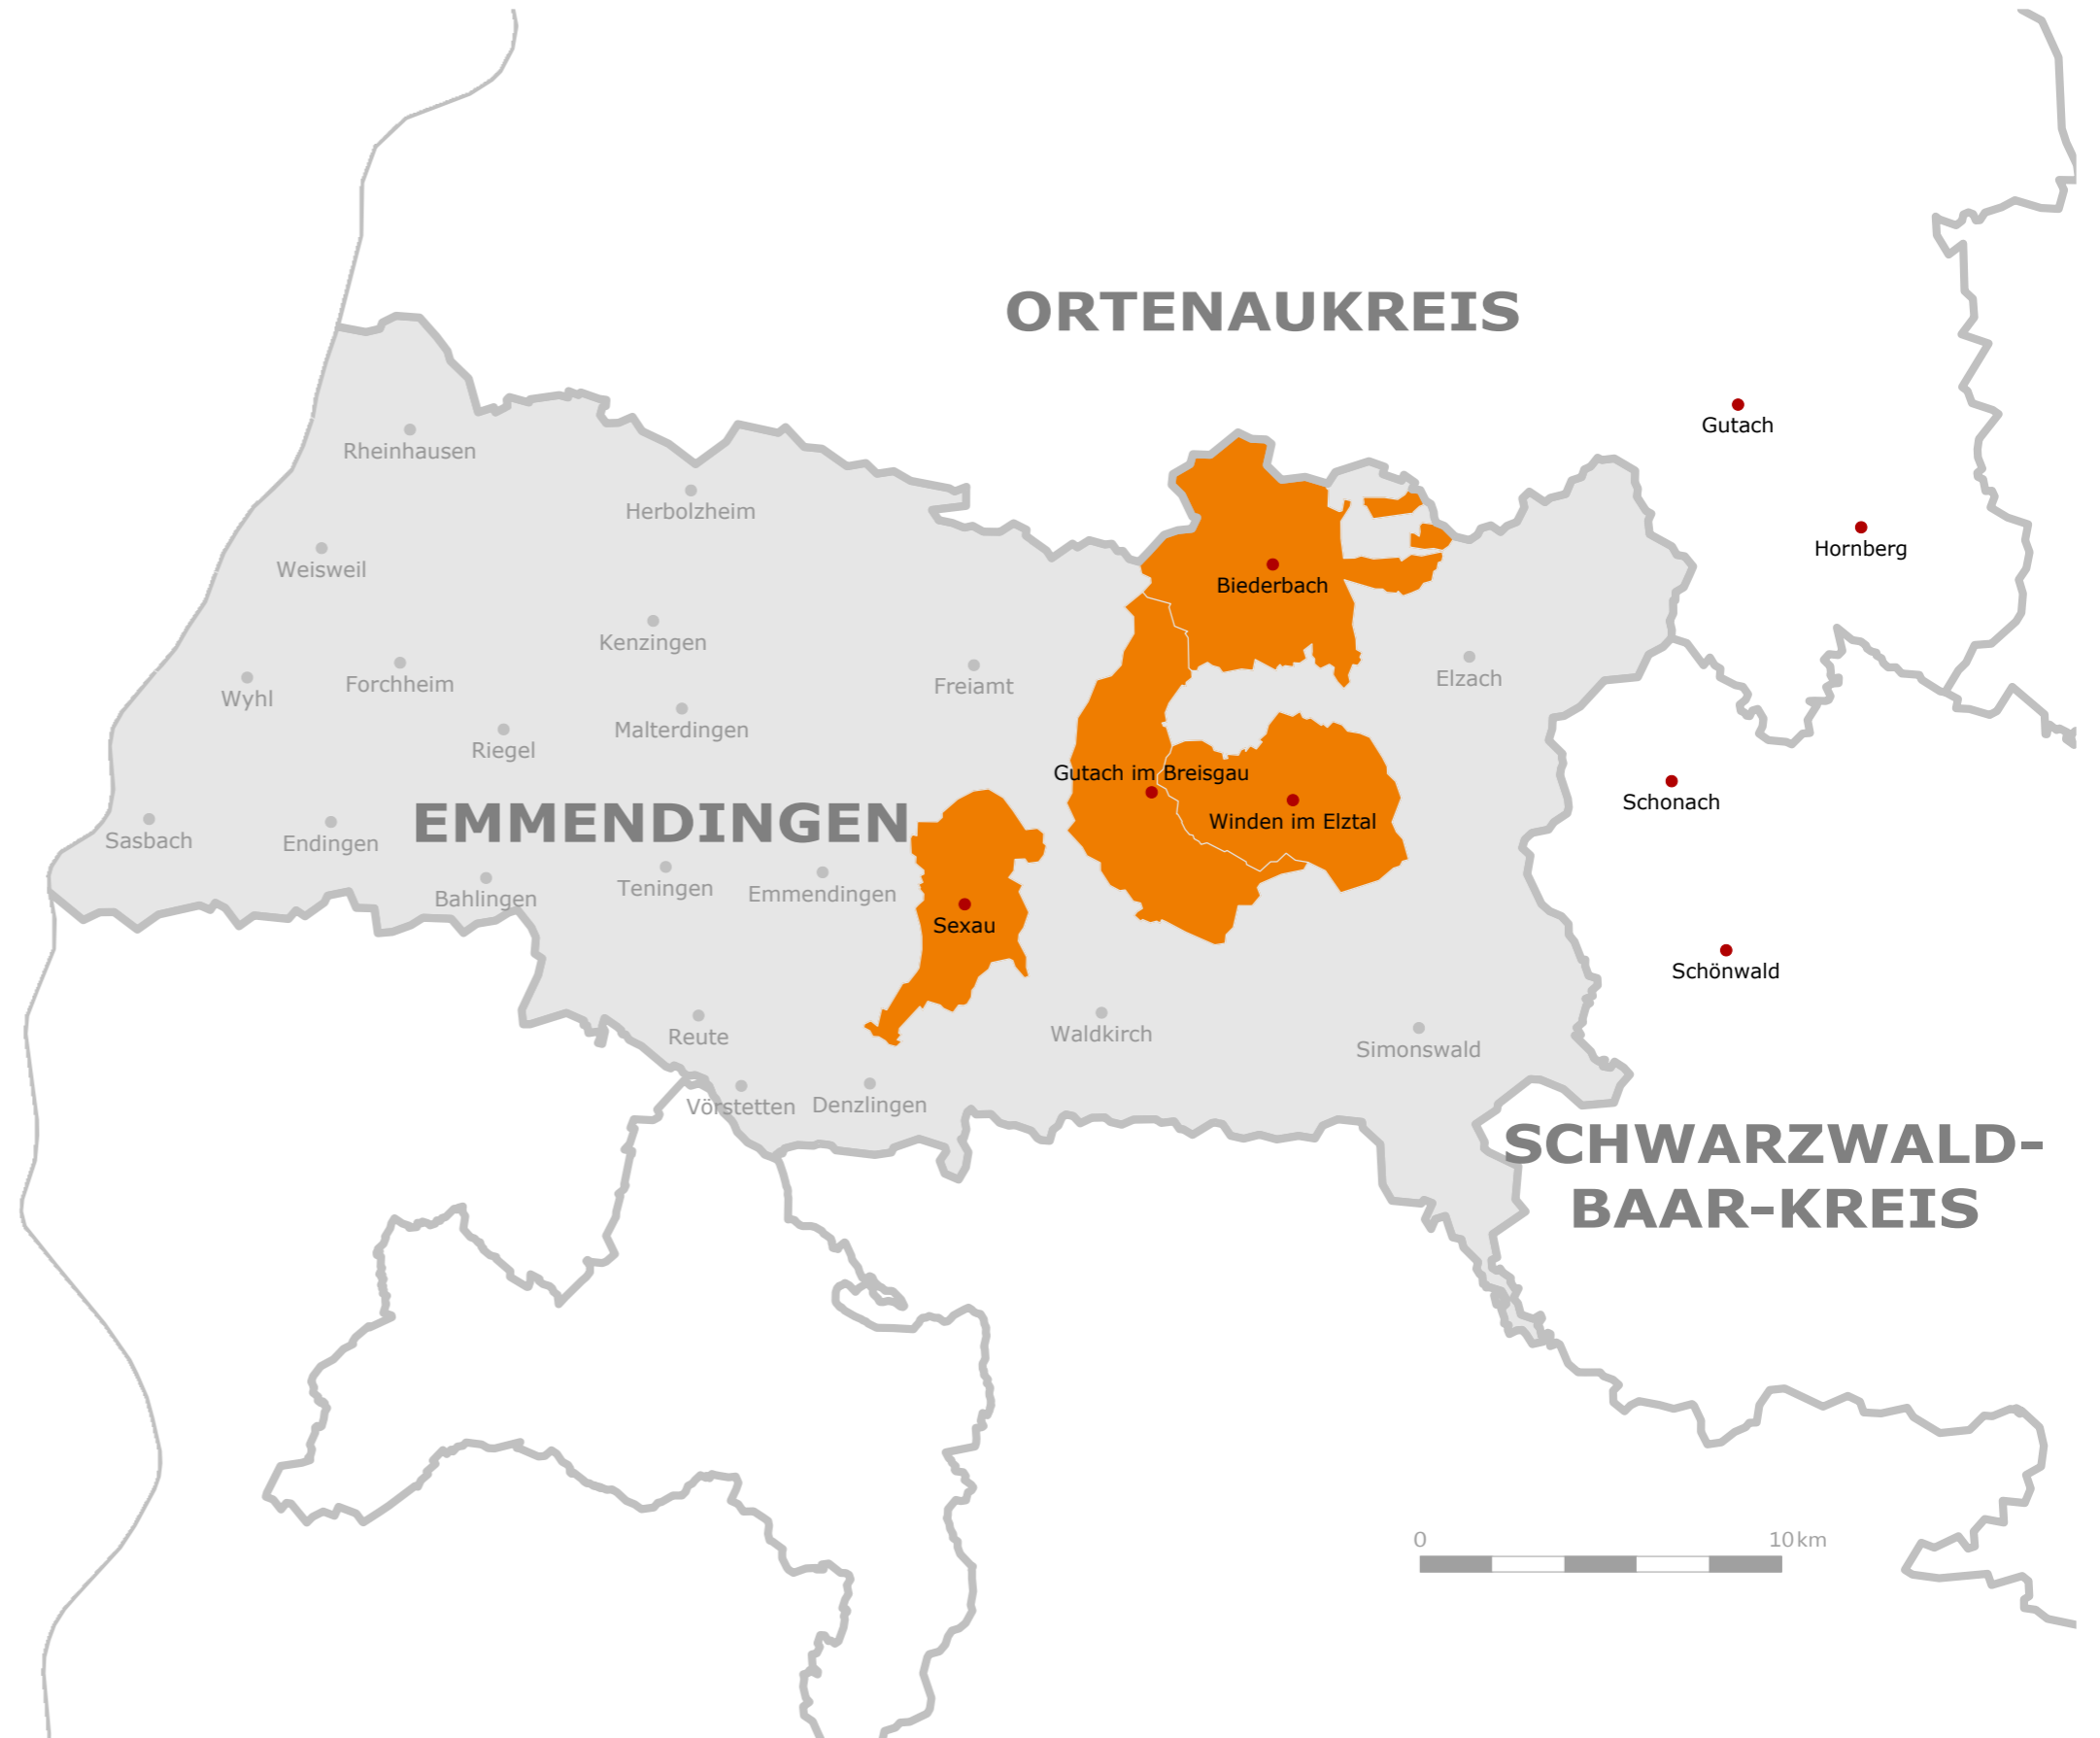 ORTENAUKREIS
Gutach
Rheinhausen
Herbolzheim
Hornberg
Weisweil
Biederbach
Kenzingen
Wyhl
Forchheim
Freiamt
Elzach
Malterdingen
Riegel
Gutach im Breisgau
Schonach
EMMENDINGEN
Winden im Elztal
Sasbach
Endingen
Teningen
Emmendingen
Bahlingen
Sexau
Schönwald
Reute
Waldkirch
Simonswald
Vörstetten
Denzlingen
SCHWARZWALD-
BAAR-KREIS
0 10 km